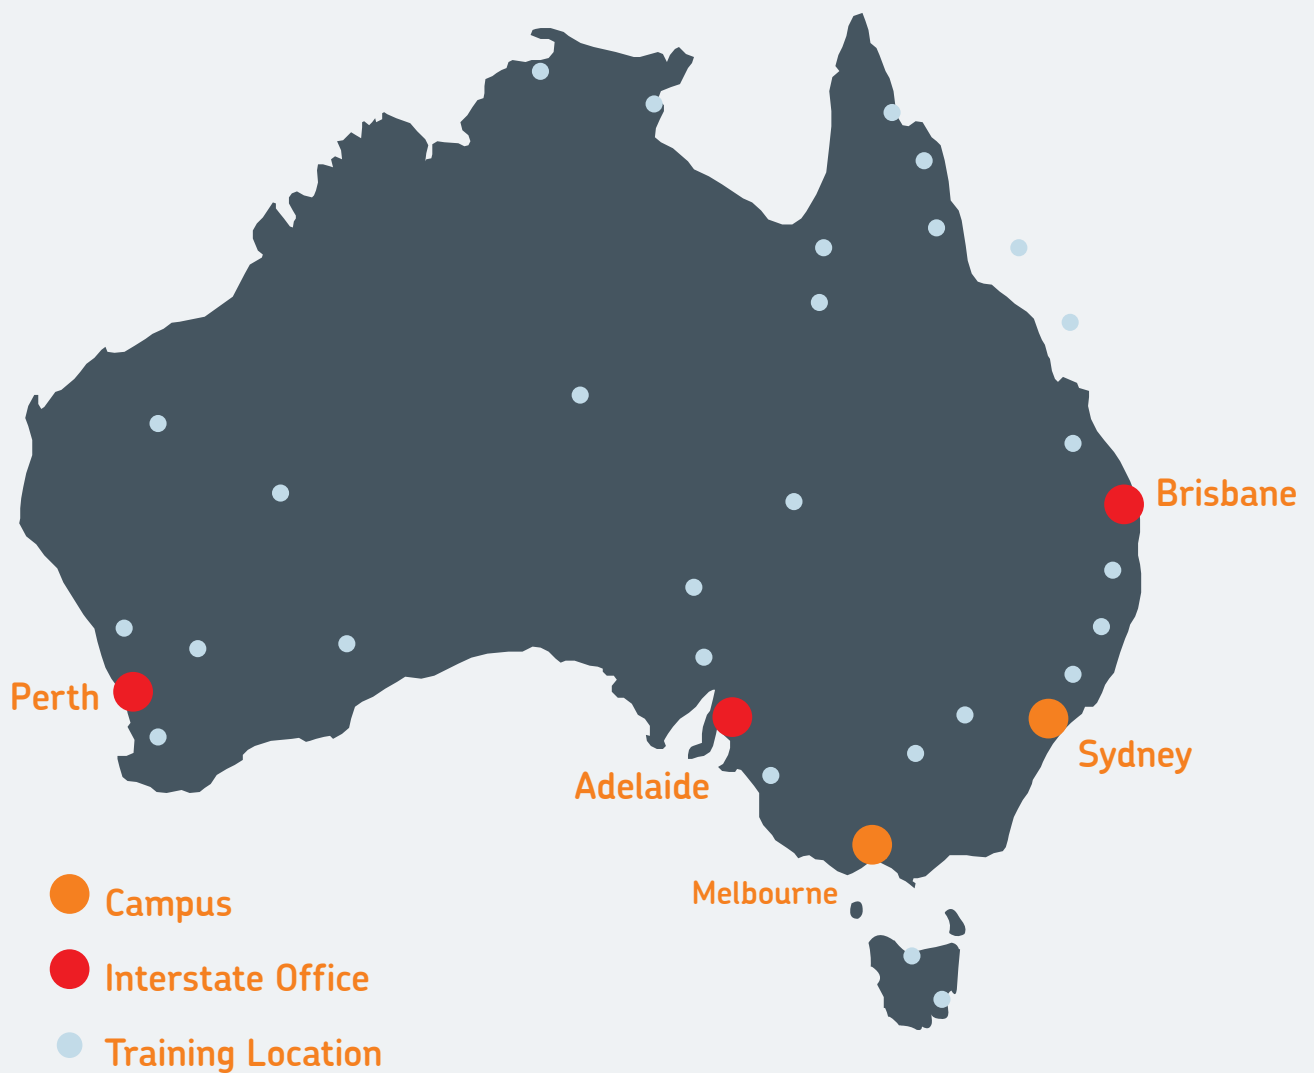 Brisbane
Perth
Sydney
Adelaide
Melbourne
Campus
Interstate Office
Training Location